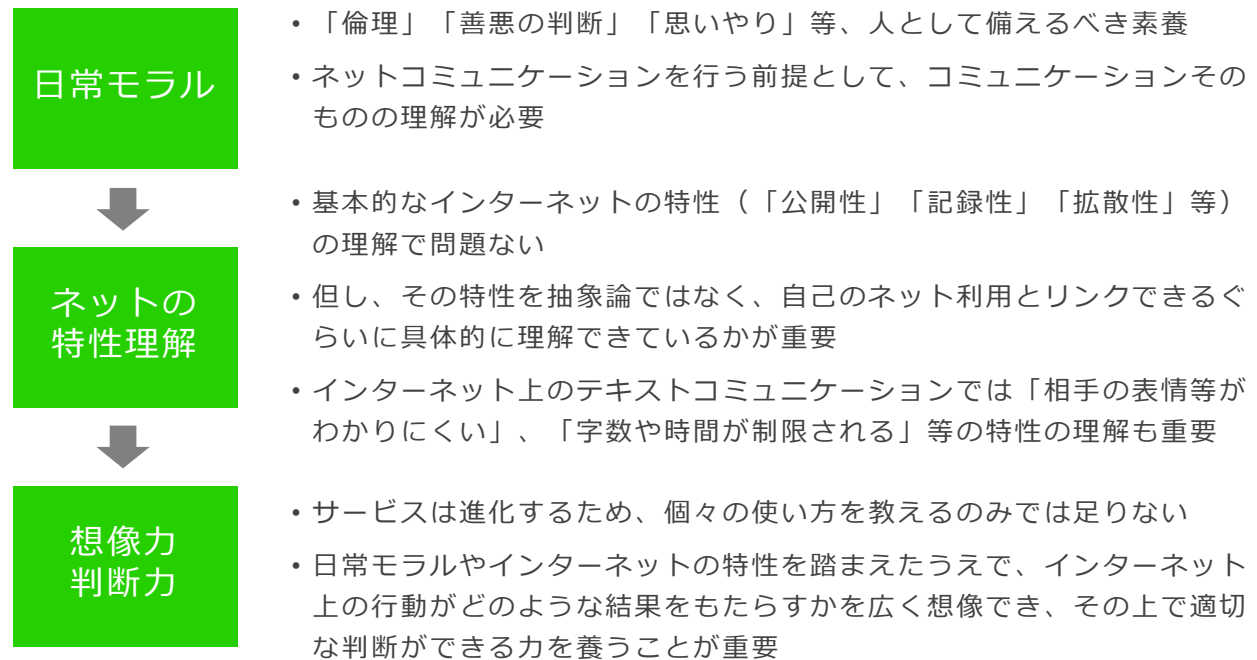 日常モラル
・「倫理」「善悪の判断」「思いやり」等、人として備えるべき素養
・ネットコミュニケーションを行う前提として、コミュニケーションその
ものの理解が必要
ネットの
特性理解
・基本的なインターネットの特性（「公開性」「記録性」「拡散性」等）
の理解で問題ない
・但し、その特性を抽象論ではなく、自己のネット利用とリンクできるぐ
らいに具体的に理解できているかが重要
・インターネット上のテキストコミュニケーションでは「相手の表情等が
わかりにくい」、「字数や時間が制限される」等の特性の理解も重要
想像力
判断力
・サービスは進化するため、個々の使い方を教えるのみでは足りない
・日常モラルやインターネットの特性を踏まえたうえで、インターネット
上の行動がどのような結果をもたらすかを広く想像でき、その上で適切
な判断ができる力を養うことが重要